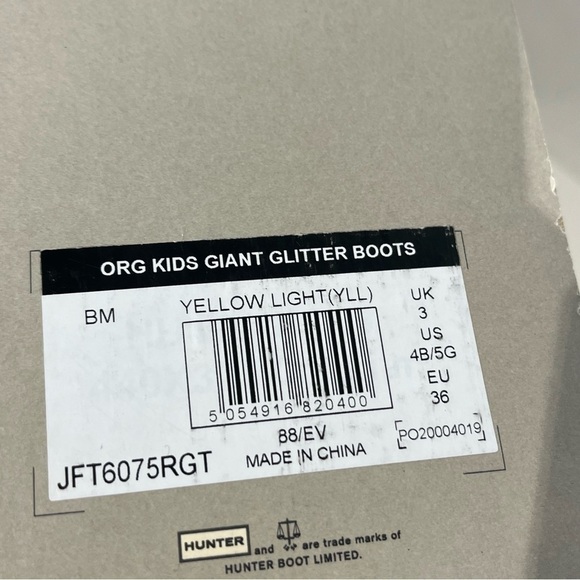 ORG KIDS GIANT GLITTER BOOTS
BM
YELLOW LIGHT(YLL)
5 054916 820400
88/EV
MADE IN CHINA
JFT6075RGT
UK
3
US
4B/5G
EU
36
[PO20004019]
HUNTER and are trade marks of
HUNTER BOOT LIMITED.